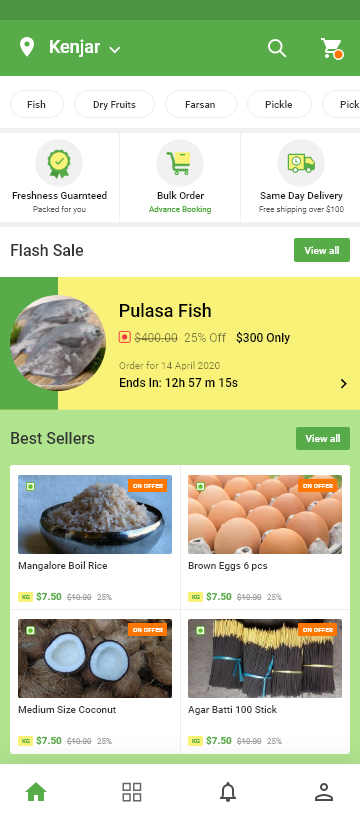 Kenjar
Fish
Dry Fruits
Farsan
Pickle
Pick
Freshness Guarnteed
Packed for you
Bulk Order
Advance Booking
Same Day Delivery
Free shipping over $100
Flash Sale
View all
Pulasa Fish
$400.00 25% Off $300 Only
Order for 14 April 2020
Ends In: 12h 57 m 15s
Best Sellers
View all
ON OFFER
Mangalore Boil Rice
KG $7.50 $10.00 25%
ON OFFER
Brown Eggs 6 pcs
KG $7.50 $10.00 25%
ON OFFER
Medium Size Coconut
KG $7.50 $10.00 25%
ON OFFER
Agar Batti 100 Stick
KG $7.50 $10.00 25%